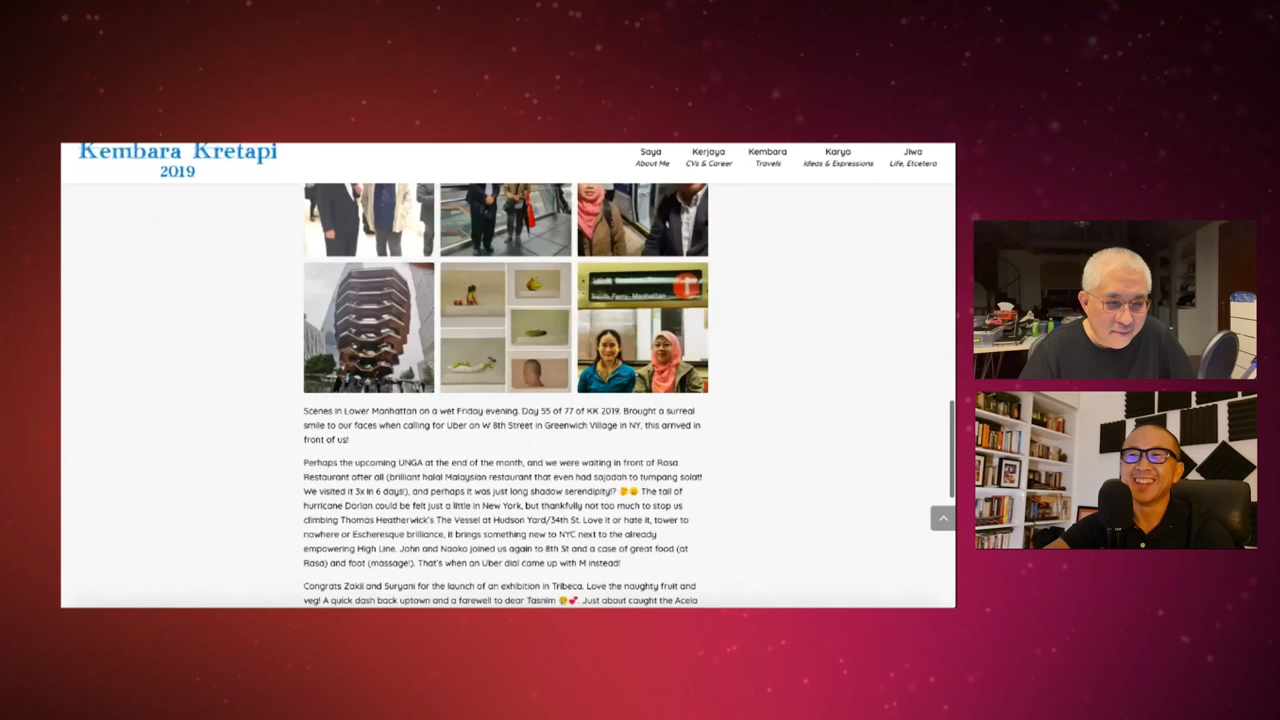 Kembara Kretapi
2019
Saya
About Me
Kerjaya
CVs & Career
Kembara
Travels
Karya
Ideas & Expressions
Jiwa
Life, Etcetera
South Ferry, Manhattan
1
Scenes in Lower Manhattan on a wet Friday evening. Day 55 of 77 of KK 2019. Brought a surreal
smile to our faces when calling for Uber on W 8th Street in Greenwich Village in NY, this arrived in
front of us!
Perhaps the upcoming UNGA at the end of the month, and we were waiting in front of Rasa
Restaurant after all (brilliant halal Malaysian restaurant that even had sajadah to tumpang solat!
We visited it 3x in 6 days!), and perhaps it was just long shadow serendipity!? 🤔😀 The tail of
hurricane Dorian could be felt just a little in New York, but thankfully not too much to stop us
climbing Thomas Heatherwick's The Vessel at Hudson Yard/34th St. Love it or hate it, tower to
nowhere or Escheresque brilliance, it brings something new to NYC next to the already
empowering High Line. John and Naoko joined us again to 8th St and a case of great food (at
Rasa) and foot (massage!). That's when an Uber dial came up with M instead!
Congrats Zakii and Suryani for the launch of an exhibition in Tribeca. Love the naughty fruit and
veg! A quick dash back uptown and a farewell to dear Tasnim 😢💕. Just about caught the Acela